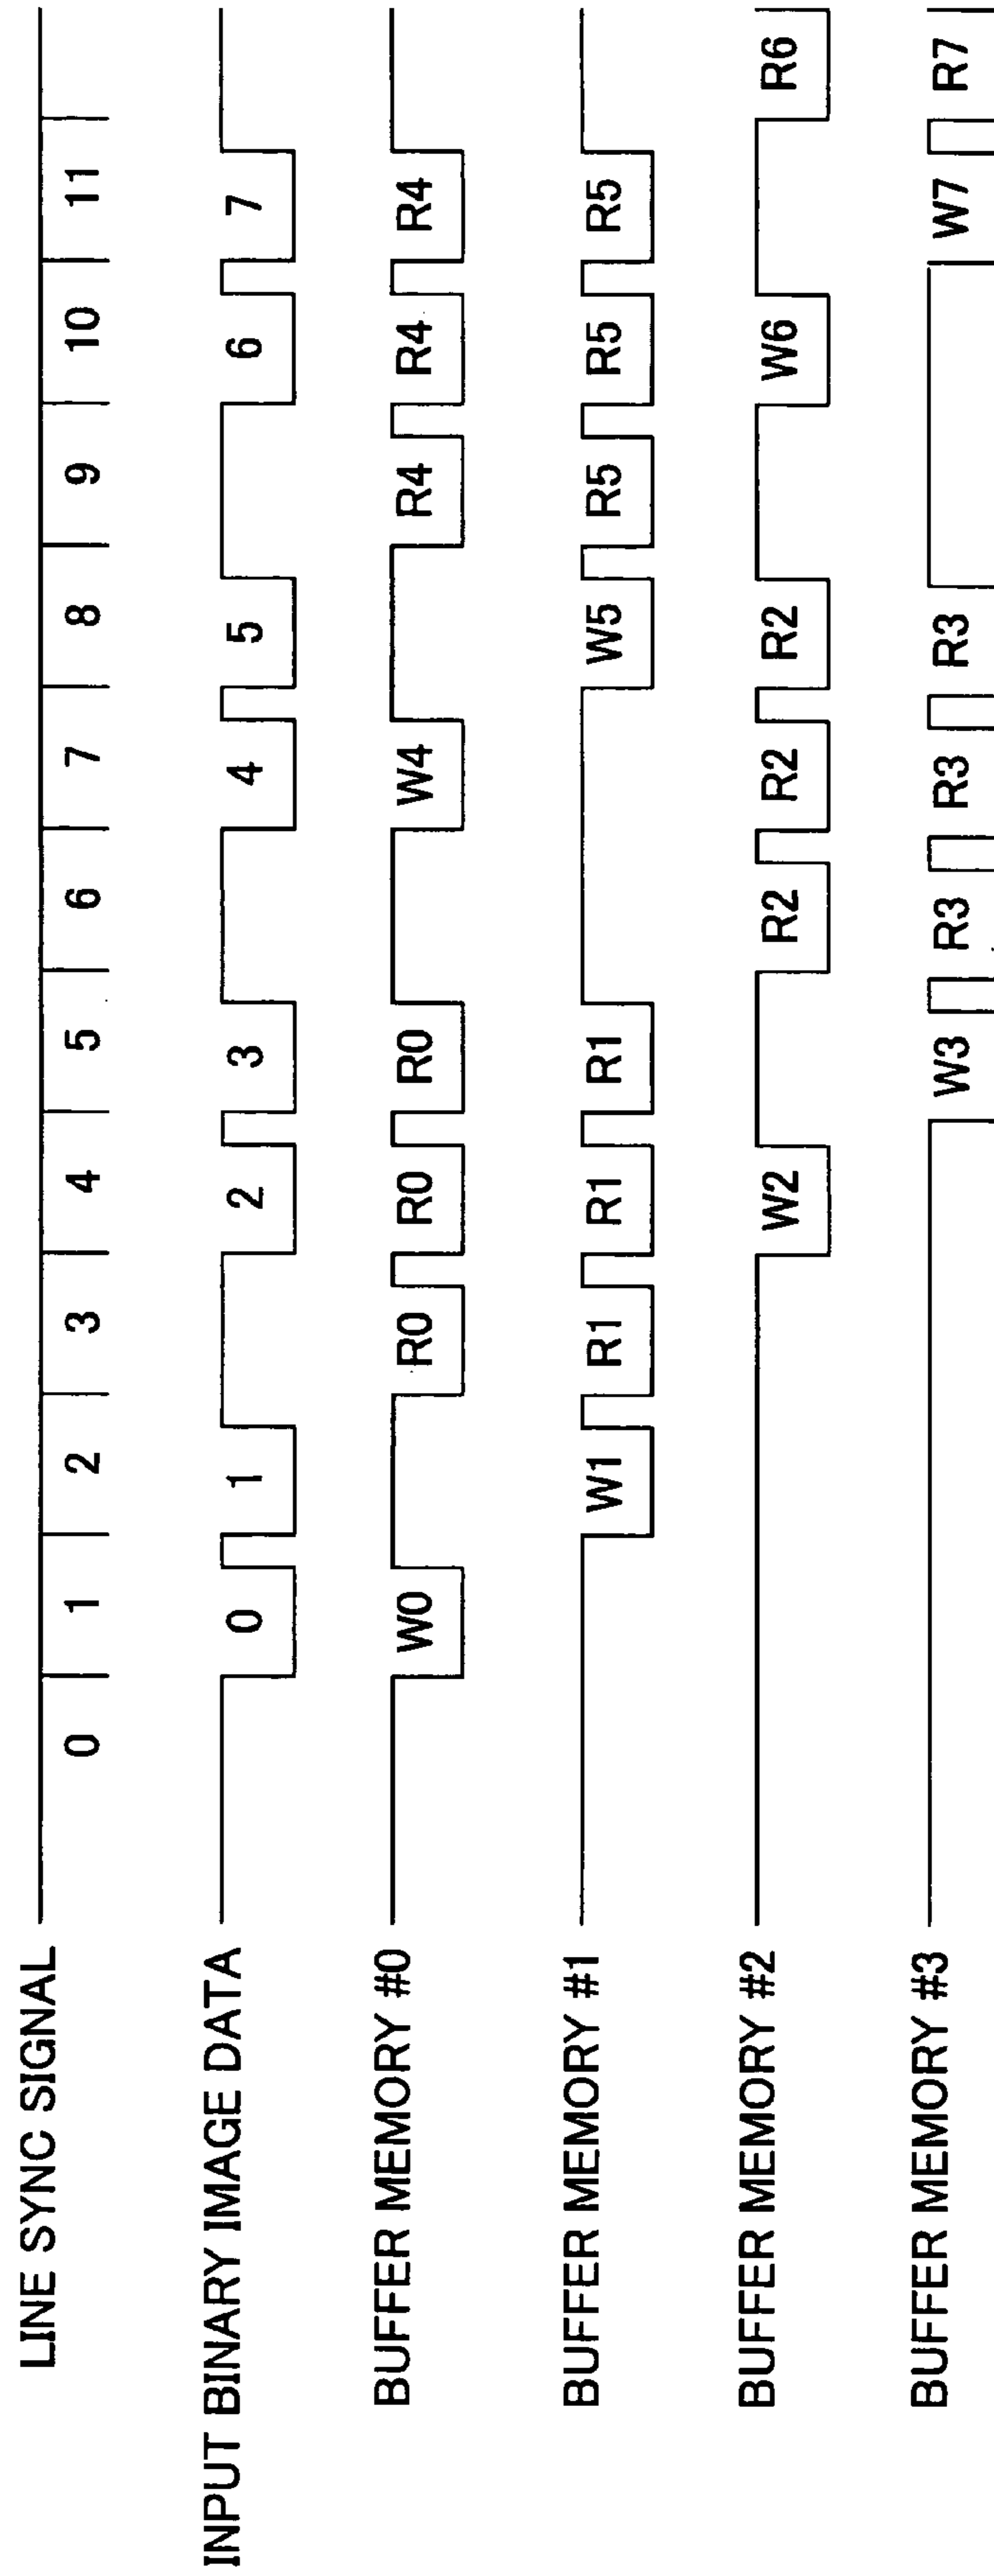 LINE SYNC SIGNAL 0 1 2 3 4 5 6 7 8 9 10 11
INPUT BINARY IMAGE DATA 0 1 2 3 4 5 6 7
BUFFER MEMORY #0 W0 R0 R0 R0 W4 R4 R4 R4
BUFFER MEMORY #1 W1 R1 R1 R1 W5 R5 R5 R5
BUFFER MEMORY #2 W2 R2 R2 R2 W6 R6
BUFFER MEMORY #3 W3 R3 R3 R3 W7 R7